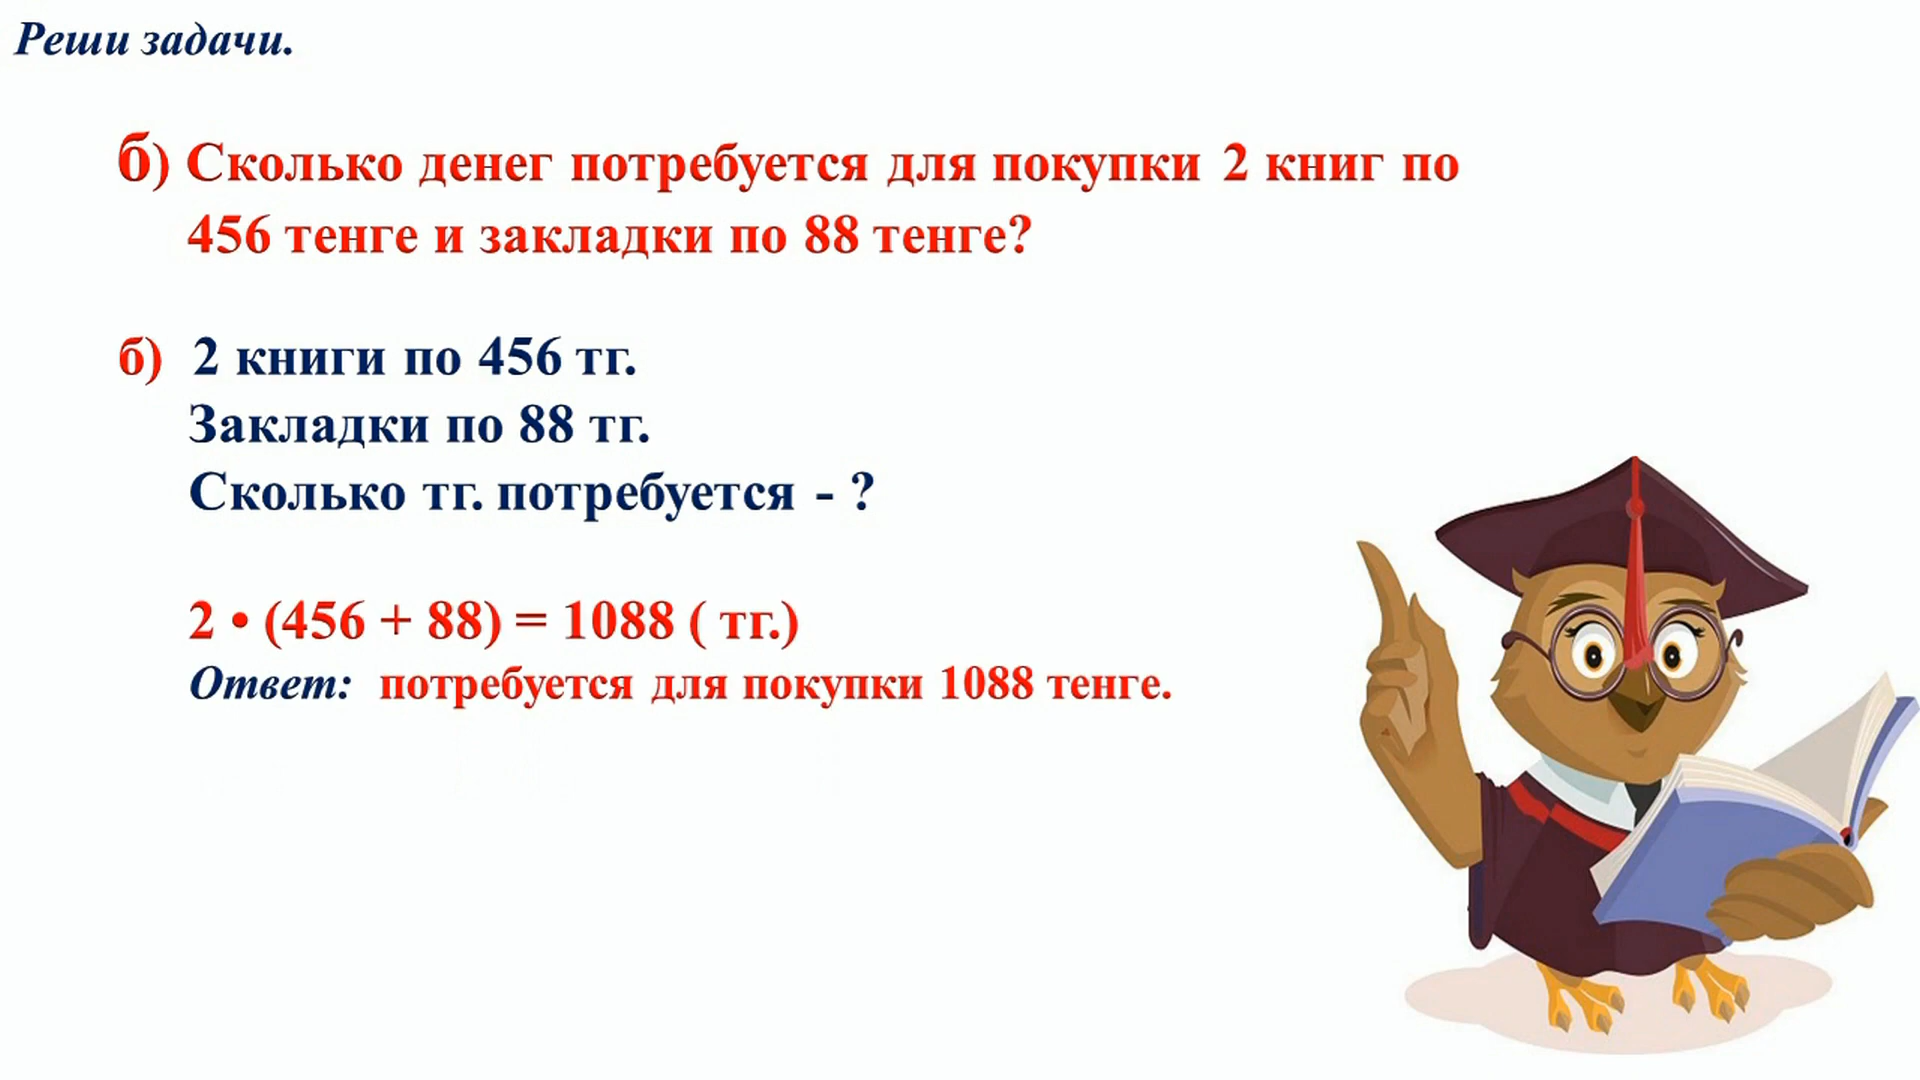 Реши задачи.
б) Сколько денег потребуется для покупки 2 книг по
456 тенге и закладки по 88 тенге?
б) 2 книги по 456 тг.
Закладки по 88 тг.
Сколько тг. потребуется - ?
2 • (456 + 88) = 1088 ( тг.)
Ответ: потребуется для покупки 1088 тенге.